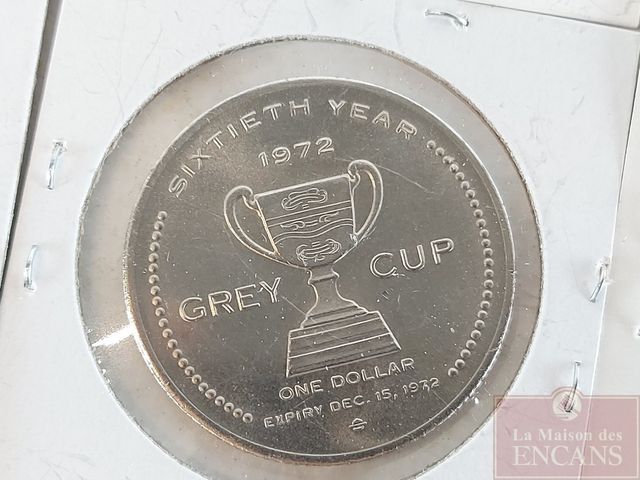 SIXTIETH YEAR
1972
GREY CUP
ONE DOLLAR
EXPIRY DEC. 15, 1972
La Maison des
ENCANS